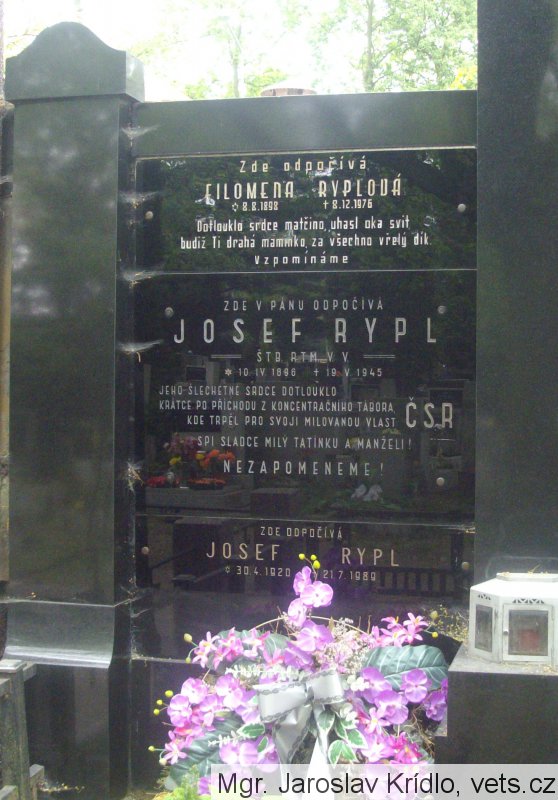 Zde odpočívá
FILOMENA RYPLOVÁ
✩ 8.8.1898 ✝ 8.12.1976
Dotlouklo srdce matčino, uhasl oka svit
budiž Ti drahá maminko, za všechno vřelý dík.
Vzpomínáme
ZDE V PÁNU ODPOČÍVÁ
JOSEF RYPL
ŠTB. RTM. V. V.
* 10. IV. 1896 ✝ 19. V. 1945
JEHO ŠLECHETNÉ SRDCE DOTLOUKLO
KRÁTCE PO PŘÍCHODU Z KONCENTRAČNÍHO TÁBORA,
KDE TRPĚL PRO SVOJI MILOVANOU VLAST ČSR
SPI SLADCE MILÝ TATÍNKU A MANŽELI!
NEZAPOMENEME!
ZDE ODPOČÍVÁ
JOSEF RYPL
✩ 30.4.1920 ✝ 21.7.1989
Mgr. Jaroslav Krídlo, vets.cz